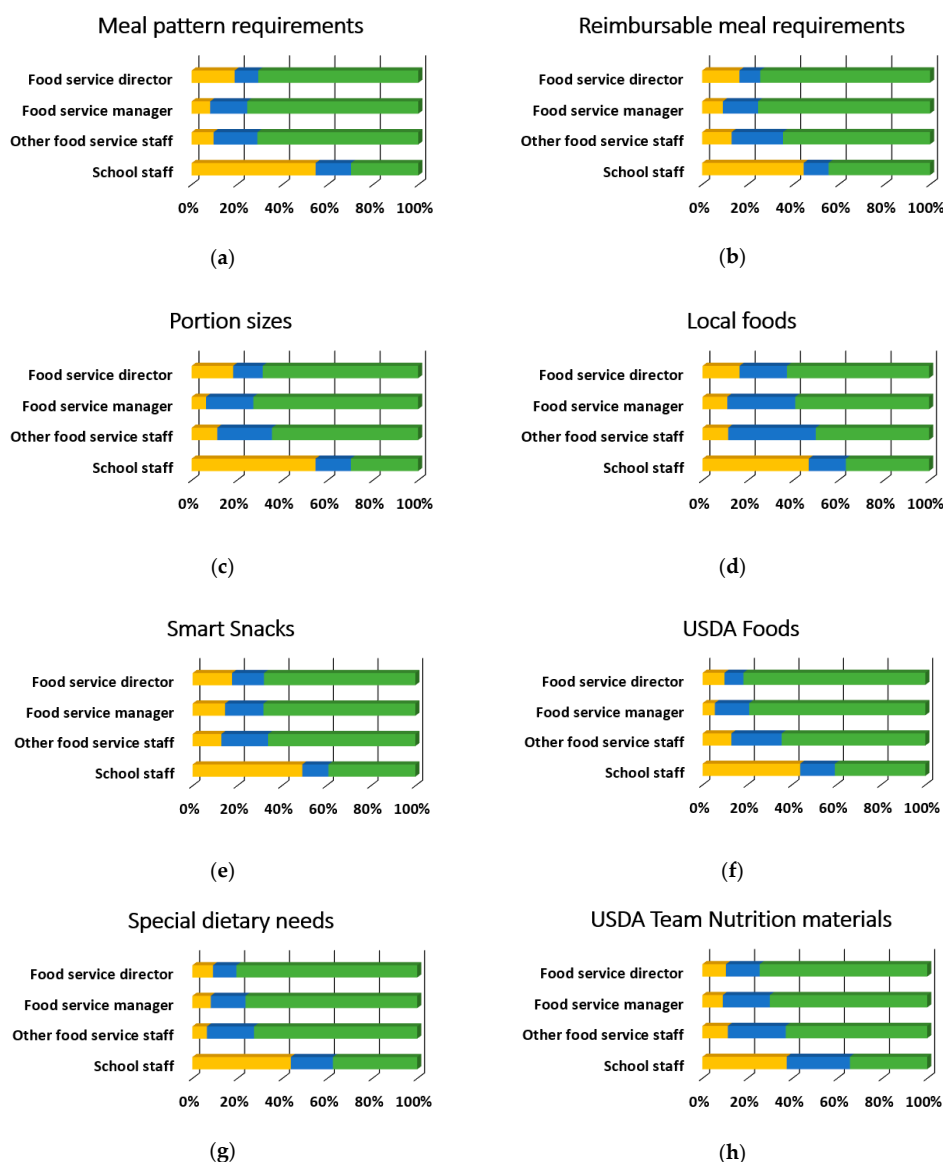 Meal pattern requirements
Food service director
Food service manager
Other food service staff
School staff
0% 20% 40% 60% 80% 100%
(a)
Reimbursable meal requirements
Food service director
Food service manager
Other food service staff
School staff
0% 20% 40% 60% 80% 100%
(b)
Portion sizes
Food service director
Food service manager
Other food service staff
School staff
0% 20% 40% 60% 80% 100%
(c)
Local foods
Food service director
Food service manager
Other food service staff
School staff
0% 20% 40% 60% 80% 100%
(d)
Smart Snacks
Food service director
Food service manager
Other food service staff
School staff
0% 20% 40% 60% 80% 100%
(e)
USDA Foods
Food service director
Food service manager
Other food service staff
School staff
0% 20% 40% 60% 80% 100%
(f)
Special dietary needs
Food service director
Food service manager
Other food service staff
School staff
0% 20% 40% 60% 80% 100%
(g)
USDA Team Nutrition materials
Food service director
Food service manager
Other food service staff
School staff
0% 20% 40% 60% 80% 100%
(h)